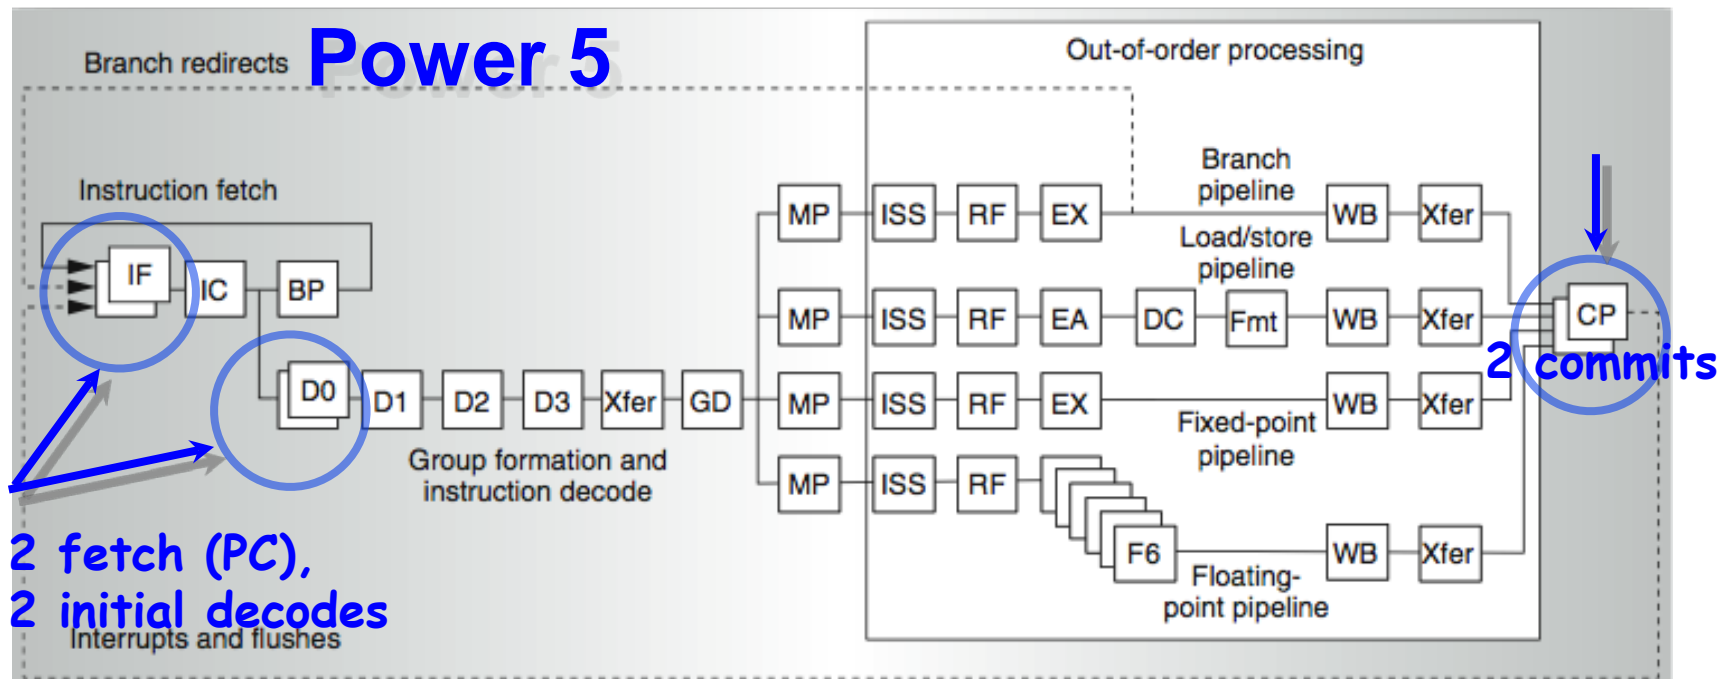 Power 5
Branch redirects
Out-of-order processing
Instruction fetch
Branch
pipeline
MP ISS RF EX WB Xfer
Load/store
pipeline
IF IC BP
MP ISS RF EA DC Fmt WB Xfer
CP
2 commits
D0 D1 D2 D3 Xfer GD
MP ISS RF EX WB Xfer
Fixed-point
pipeline
Group formation and
instruction decode
MP ISS RF
F6 WB Xfer
Floating-
point pipeline
2 fetch (PC),
2 initial decodes
Interrupts and flushes